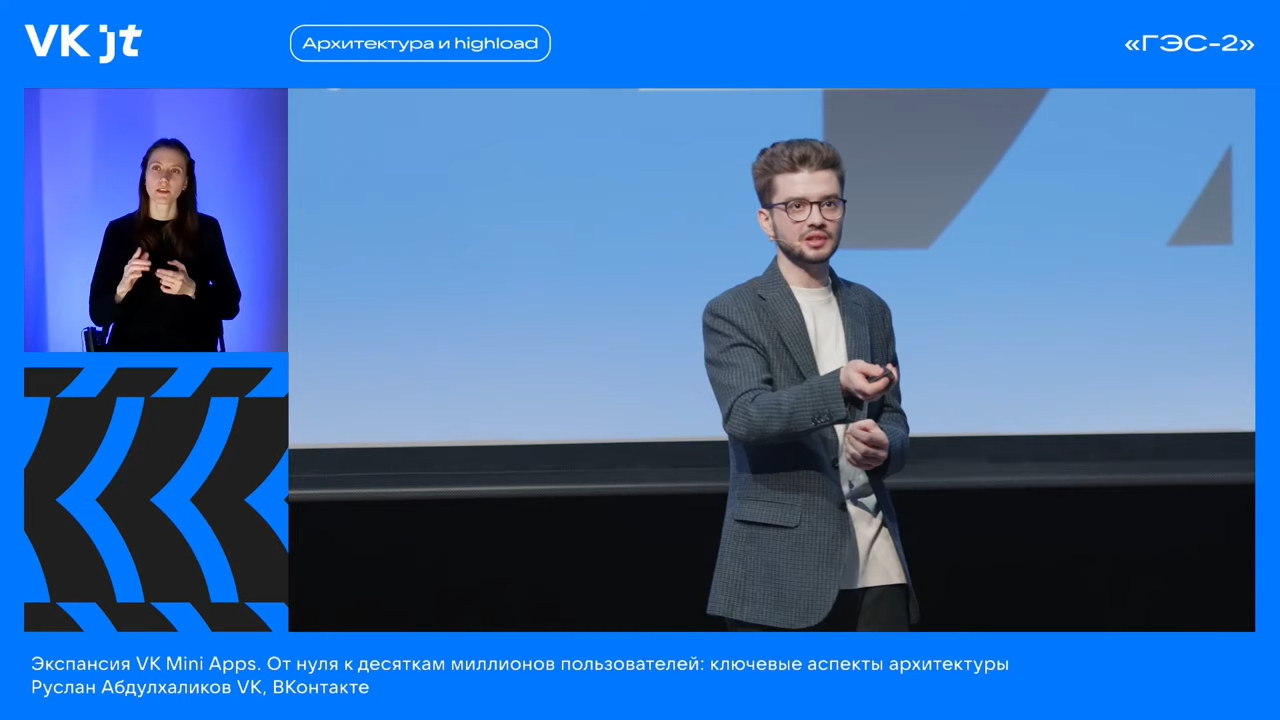 VK jt
Архитектура и highload
«ГЭС-2»
Экспансия VK Mini Apps. От нуля к десяткам миллионов пользователей: ключевые аспекты архитектуры
Руслан Абдулхаликов VK, ВКонтакте